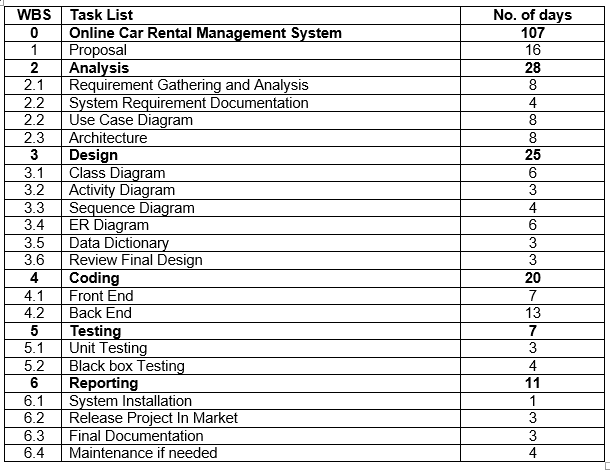 WBS Task List No. of days
0 Online Car Rental Management System 107
1 Proposal 16
2 Analysis 28
2.1 Requirement Gathering and Analysis 8
2.2 System Requirement Documentation 4
2.2 Use Case Diagram 8
2.3 Architecture 8
3 Design 25
3.1 Class Diagram 6
3.2 Activity Diagram 3
3.3 Sequence Diagram 4
3.4 ER Diagram 6
3.5 Data Dictionary 3
3.6 Review Final Design 3
4 Coding 20
4.1 Front End 7
4.2 Back End 13
5 Testing 7
5.1 Unit Testing 3
5.2 Black box Testing 4
6 Reporting 11
6.1 System Installation 1
6.2 Release Project In Market 3
6.3 Final Documentation 3
6.4 Maintenance if needed 4